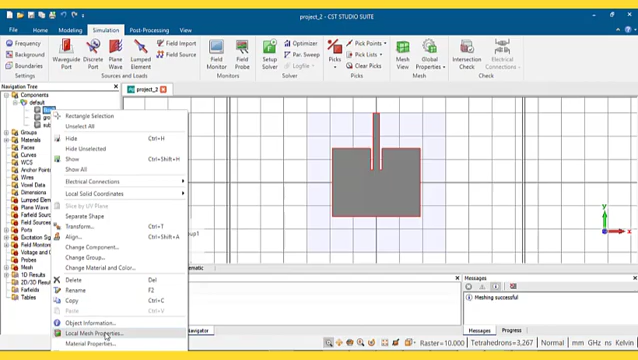 project_2 - CST STUDIO SUITE
File Home Modeling Simulation Post-Processing View
Frequency
Background
Boundaries
Settings
Waveguide Port
Discrete Port
Plane Wave
Lumped Element
Field Import
Field Source
Sources and Loads
Field Monitor
Field Probe
Monitors
Setup Solver
Optimizer
Par. Sweep
Logfile
Solver
Picks
Pick Points
Pick Lists
Clear Picks
Picks
Mesh View
Global Properties
Mesh
Intersection Check
Electrical Connections
Check
Navigation Tree
project_2
Components
default
Groups
Materials
Faces
Curves
WCS
Anchor Points
Wires
Voxel Data
Dimensions
Lumped Elements
Plane Wave
Farfield Sources
Field Sources
Ports
Excitation
Field Monitors
Voltage and
Probes
Mesh
1D Results
2D/3D Results
Farfields
Tables
Rectangle Selection
Unselect All
Hide Ctrl+H
Hide Unselected
Show Ctrl+Shift+M
Show All
Electrical Connections
Local Solid Coordinates
Slice by UV Plane
Separate Shape
Transform... Ctrl+T
Align... Ctrl+Shift+A
Change Component...
Change Group...
Change Material and Color...
Delete Del
Rename F2
Copy Ctrl+C
Paste
Object Information...
Local Mesh Properties...
Material Properties...
y
x
Messages
Meshing successful
Messages Progress
Raster=10.000 Tetrahedrons=3,267 Normal mm GHz ns Kelvin